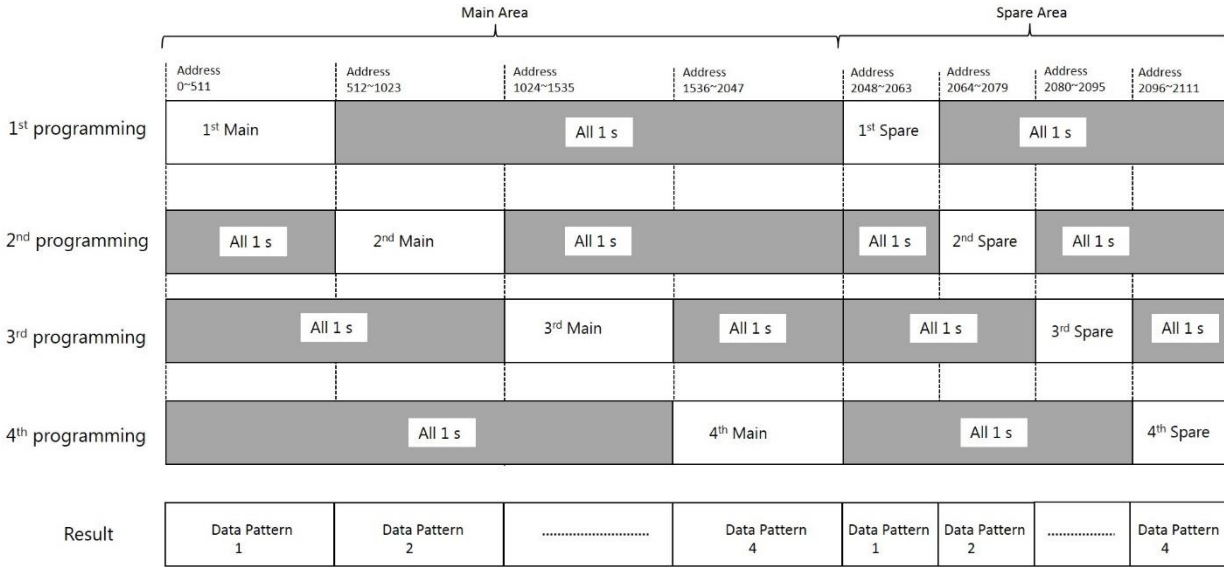 Main Area
Spare Area
Address
0~511
Address
512~1023
Address
1024~1535
Address
1536~2047
Address
2048~2063
Address
2064~2079
Address
2080~2095
Address
2096~2111
1st programming
1st Main
All 1 s
1st Spare
All 1 s
2nd programming
All 1 s
2nd Main
All 1 s
All 1 s
2nd Spare
All 1 s
3rd programming
All 1 s
3rd Main
All 1 s
All 1 s
3rd Spare
All 1 s
4th programming
All 1 s
4th Main
All 1 s
4th Spare
Result
Data Pattern
1
Data Pattern
2
....................
Data Pattern
4
Data Pattern
1
Data Pattern
2
....................
Data Pattern
4